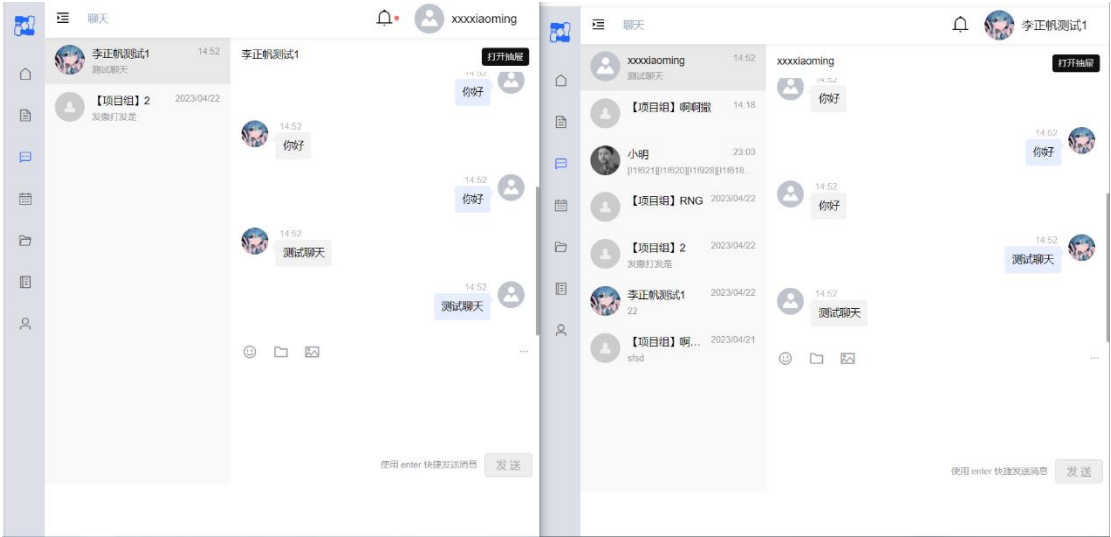 聊天
xxxxiaoming
李正帆测试1
14:52
测试聊天
【项目组】2
2023/04/22
发撒打发是
李正帆测试1
打开抽屉
14:52
你好
14:52
你好
14:52
你好
14:52
测试聊天
14:52
测试聊天
使用 enter 快捷发送消息
发送
聊天
李正帆测试1
xxxxiaoming
14:52
测试聊天
【项目组】啊啊撒
14:18
小明
23:03
【项目组】RNG
2023/04/22
【项目组】2
2023/04/22
发撒打发是
李正帆测试1
2023/04/22
22
【项目组】啊...
2023/04/21
sfsd
xxxxiaoming
打开抽屉
14:52
你好
14:52
你好
14:52
你好
14:52
测试聊天
14:52
测试聊天
使用 enter 快捷发送消息
发送